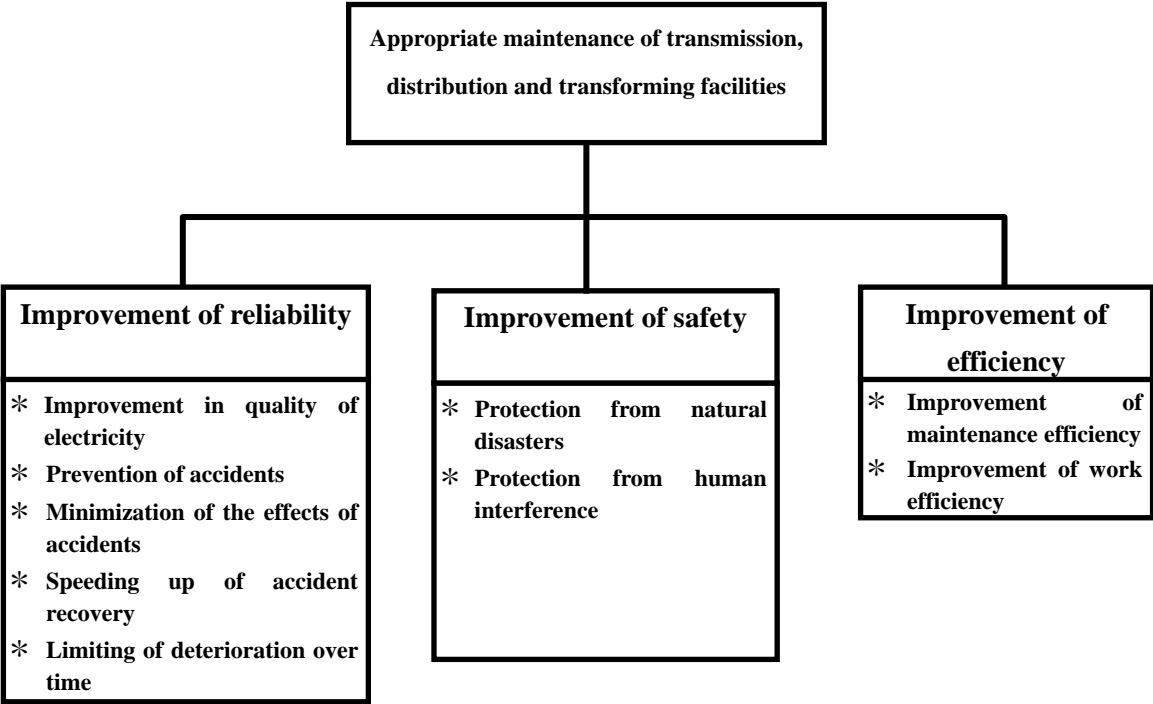 Appropriate maintenance of transmission,
distribution and transforming facilities
Improvement of reliability
* Improvement in quality of
electricity
* Prevention of accidents
* Minimization of the effects of
accidents
* Speeding up of accident
recovery
* Limiting of deterioration over
time
Improvement of safety
* Protection from natural
disasters
* Protection from human
interference
Improvement of
efficiency
* Improvement of
maintenance efficiency
* Improvement of work
efficiency